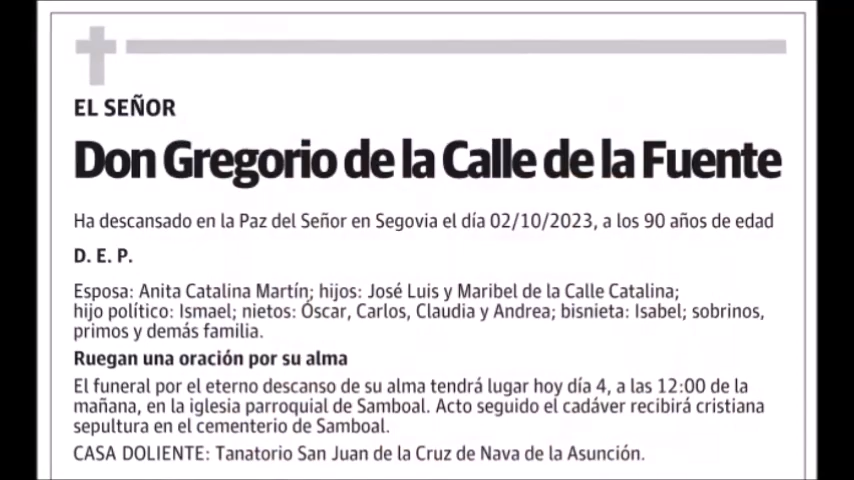 EL SEÑOR
Don Gregorio de la Calle de la Fuente
Ha descansado en la Paz del Señor en Segovia el día 02/10/2023, a los 90 años de edad
D. E. P.
Esposa: Anita Catalina Martín; hijos: José Luis y Maribel de la Calle Catalina;
hijo político: Ismael; nietos: Óscar, Carlos, Claudia y Andrea; bisnieta: Isabel; sobrinos,
primos y demás familia.
Ruegan una oración por su alma
El funeral por el eterno descanso de su alma tendrá lugar hoy día 4, a las 12:00 de la
mañana, en la iglesia parroquial de Samboal. Acto seguido el cadáver recibirá cristiana
sepultura en el cementerio de Samboal.
CASA DOLIENTE: Tanatorio San Juan de la Cruz de Nava de la Asunción.